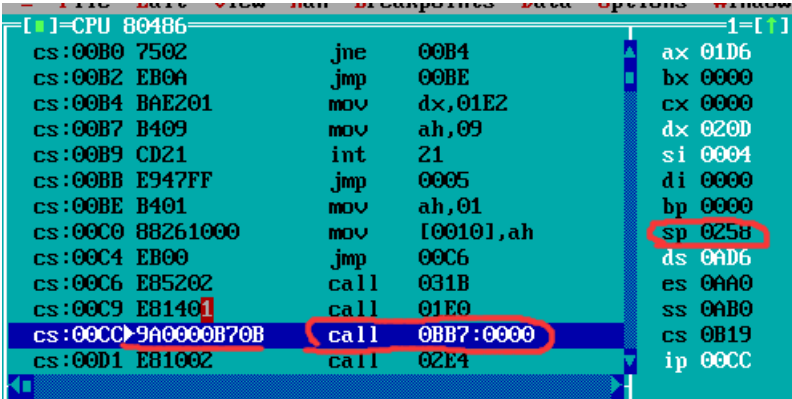 [■]=CPU 80486 1=[↑]
cs:00B0 7502 jne 00B4 ax 01D6
cs:00B2 EB0A jmp 00BE bx 0000
cs:00B4 BAE201 mov dx,01E2 cx 0000
cs:00B7 B409 mov ah,09 dx 020D
cs:00B9 CD21 int 21 si 0004
cs:00BB E947FF jmp 0005 di 0000
cs:00BE B401 mov ah,01 bp 0000
cs:00C0 88261000 mov [0010],ah sp 0258
cs:00C4 EB00 jmp 00C6 ds 0AD6
cs:00C6 E85202 call 031B es 0AA0
cs:00C9 E81401 call 01E0 ss 0AB0
cs:00CC▶9A0000B70B call 0BB7:0000 cs 0B19
cs:00D1 E81002 call 02E4 ip 00CC